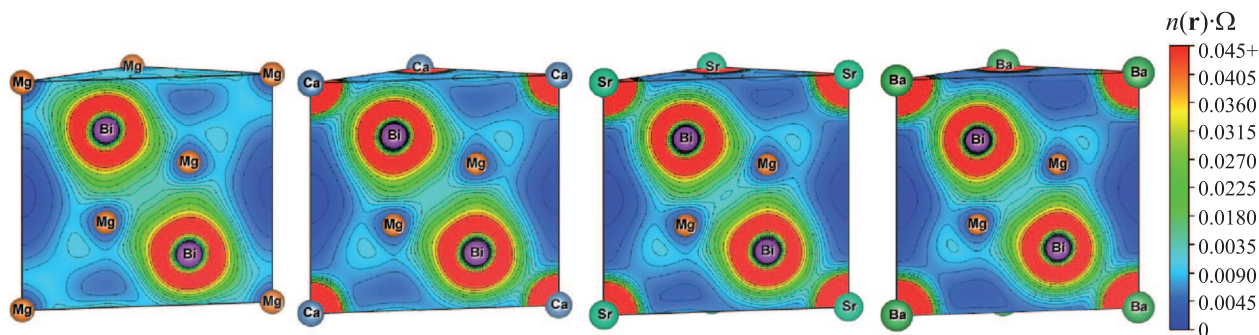 n(r)·Ω
Mg
Mg Mg
Bi
Mg
Mg
Bi
Mg Mg
Ca
Ca Ca
Bi
Mg
Mg
Bi
Ca Ca
Sr
Sr Sr
Bi
Mg
Mg
Bi
Sr Sr
Ba
Ba Ba
Bi
Mg
Mg
Bi
Ba Ba
0.045+
0.0405
0.0360
0.0315
0.0270
0.0225
0.0180
0.0035
0.0090
0.0045
0